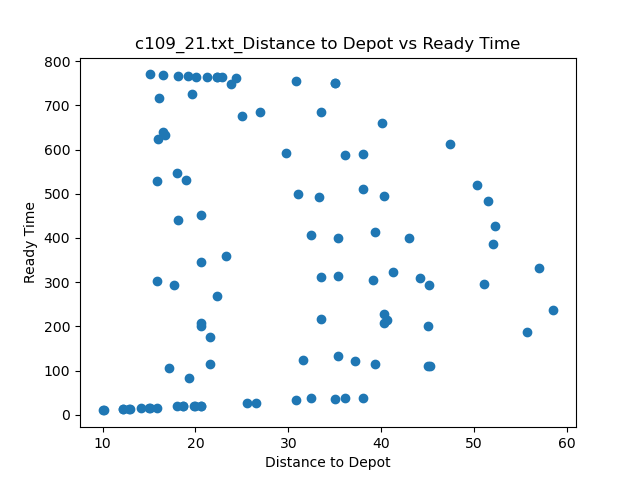 c109_21.txt_Distance to Depot vs Ready Time
800
700
600
500
400
300
200
100
0
Ready Time
10 20 30 40 50 60
Distance to Depot